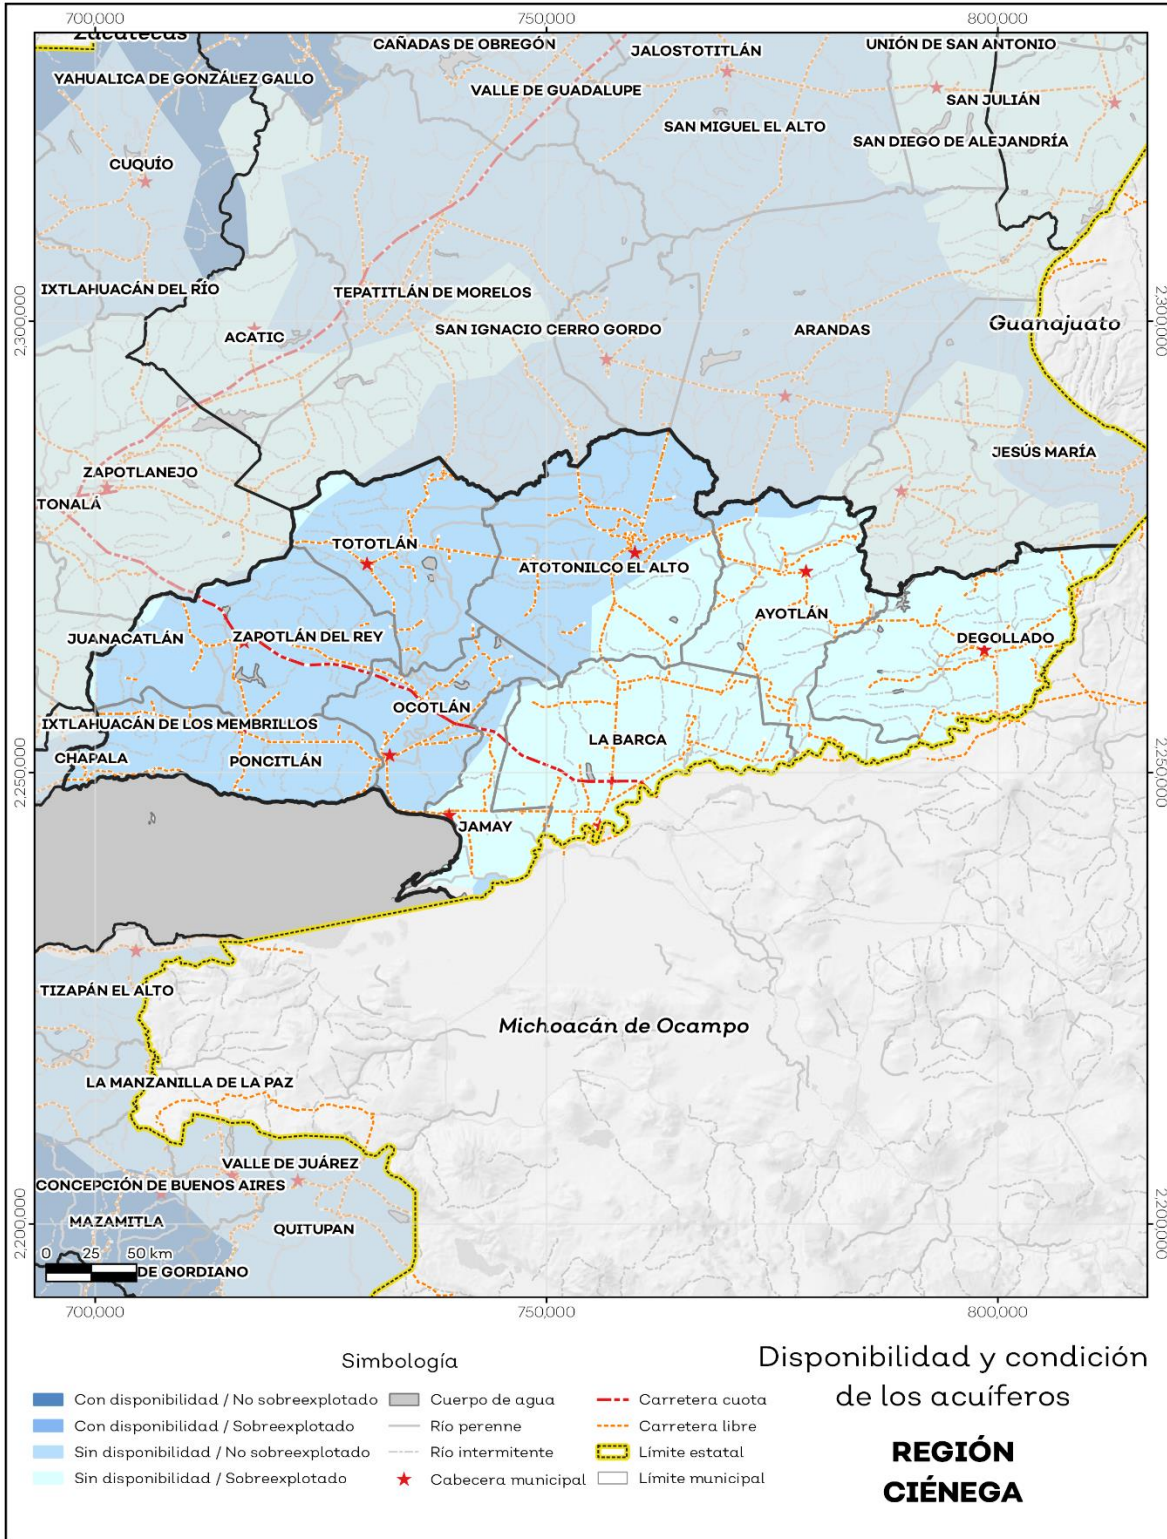 700,000
750,000
800,000
Zacatecas
CAÑADAS DE OBREGÓN
JALOSTOTITLÁN
UNIÓN DE SAN ANTONIO
YAHUALICA DE GONZÁLEZ GALLO
VALLE DE GUADALUPE
SAN JULIÁN
SAN MIGUEL EL ALTO
SAN DIEGO DE ALEJANDRÍA
CUQUÍO
IXTLAHUACÁN DEL RÍO
TEPATITLÁN DE MORELOS
2,300,000
2,300,000
ACATIC
SAN IGNACIO CERRO GORDO
ARANDAS
Guanajuato
ZAPOTLANEJO
JESÚS MARÍA
TONALÁ
TOTOTLÁN
ATOTONILCO EL ALTO
AYOTLÁN
JUANACATLÁN
ZAPOTLÁN DEL REY
DEGOLLADO
OCOTLÁN
IXTLAHUACÁN DE LOS MEMBRILLOS
LA BARCA
CHAPALA
PONCITLÁN
2,250,000
2,250,000
JAMAY
TIZAPÁN EL ALTO
Michoacán de Ocampo
LA MANZANILLA DE LA PAZ
VALLE DE JUÁREZ
CONCEPCIÓN DE BUENOS AIRES
MAZAMITLA
QUITUPAN
2,200,000
2,200,000
0 25 50 km
DE GORDIANO
700,000
750,000
800,000
Simbología
Con disponibilidad / No sobreexplotado
Con disponibilidad / Sobreexplotado
Sin disponibilidad / No sobreexplotado
Sin disponibilidad / Sobreexplotado
Cuerpo de agua
Río perenne
Río intermitente
Cabecera municipal
Carretera cuota
Carretera libre
Límite estatal
Límite municipal
Disponibilidad y condición
de los acuíferos
REGIÓN
CIÉNEGA